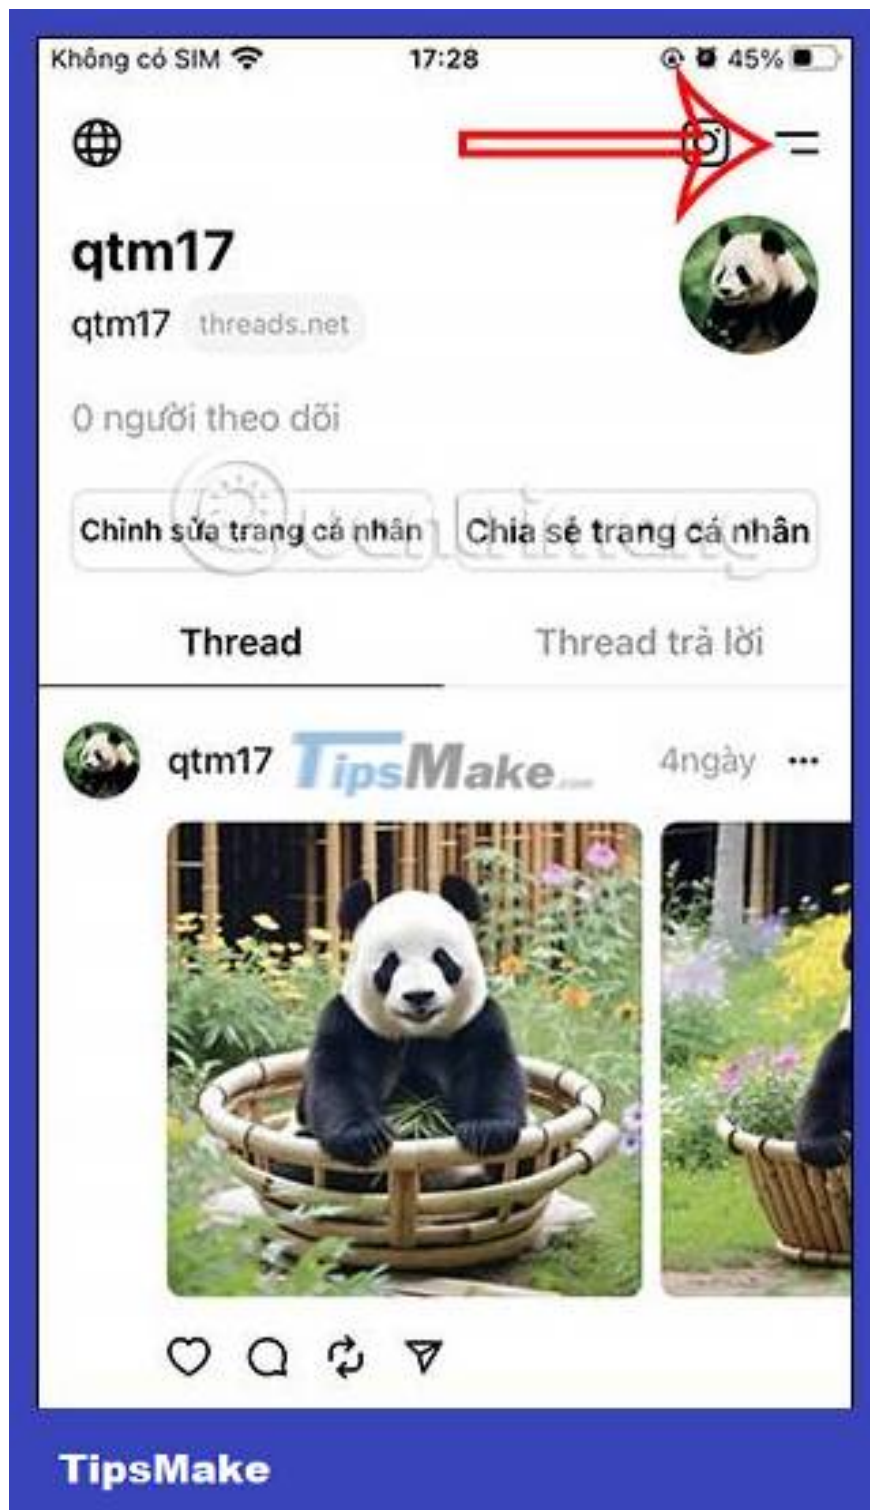 Không có SIM 17:28 45%
qtm17
qtm17 threads.net
0 người theo dõi
Chỉnh sửa trang cá nhân Chia sẻ trang cá nhân
Thread Thread trả lời
qtm17 TipsMake.com 4ngày
TipsMake